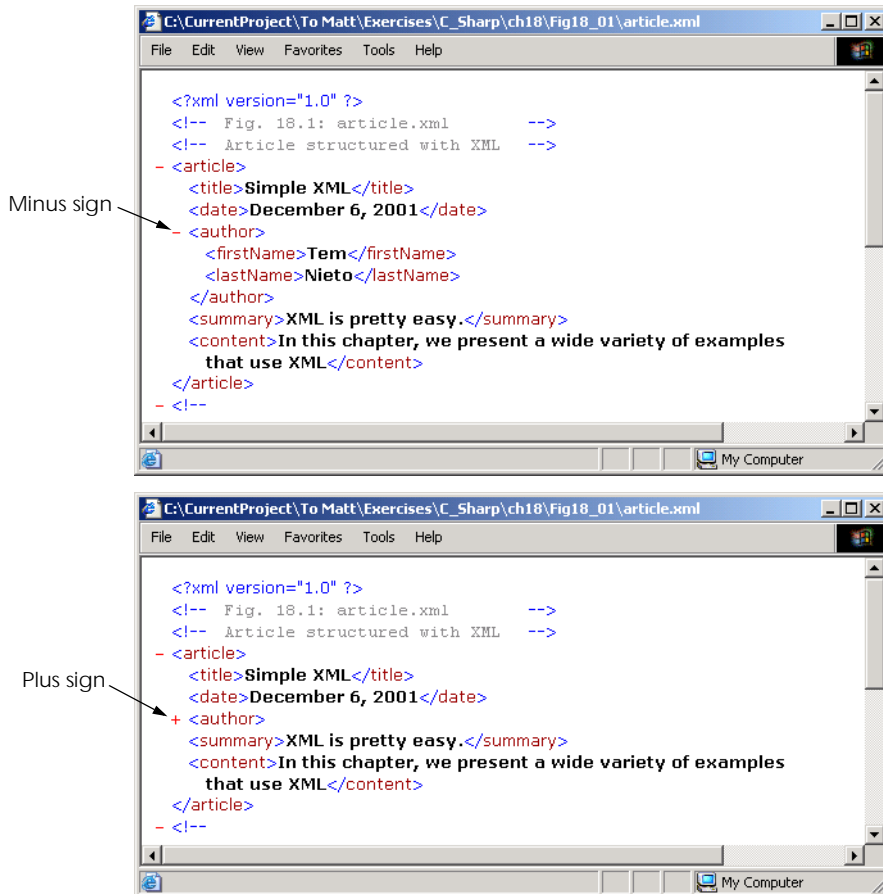 C:\CurrentProject\To Matt\Exercises\C_Sharp\ch18\Fig18_01\article.xml
File Edit View Favorites Tools Help
<?xml version="1.0" ?>
<!-- Fig. 18.1: article.xml -->
<!-- Article structured with XML -->
- <article>
<title>Simple XML</title>
<date>December 6, 2001</date>
Minus sign
- <author>
<firstName>Tem</firstName>
<lastName>Nieto</lastName>
</author>
<summary>XML is pretty easy.</summary>
<content>In this chapter, we present a wide variety of examples
that use XML</content>
</article>
- <!--
My Computer
C:\CurrentProject\To Matt\Exercises\C_Sharp\ch18\Fig18_01\article.xml
File Edit View Favorites Tools Help
<?xml version="1.0" ?>
<!-- Fig. 18.1: article.xml -->
<!-- Article structured with XML -->
- <article>
<title>Simple XML</title>
<date>December 6, 2001</date>
Plus sign
+ <author>
<summary>XML is pretty easy.</summary>
<content>In this chapter, we present a wide variety of examples
that use XML</content>
</article>
- <!--
My Computer